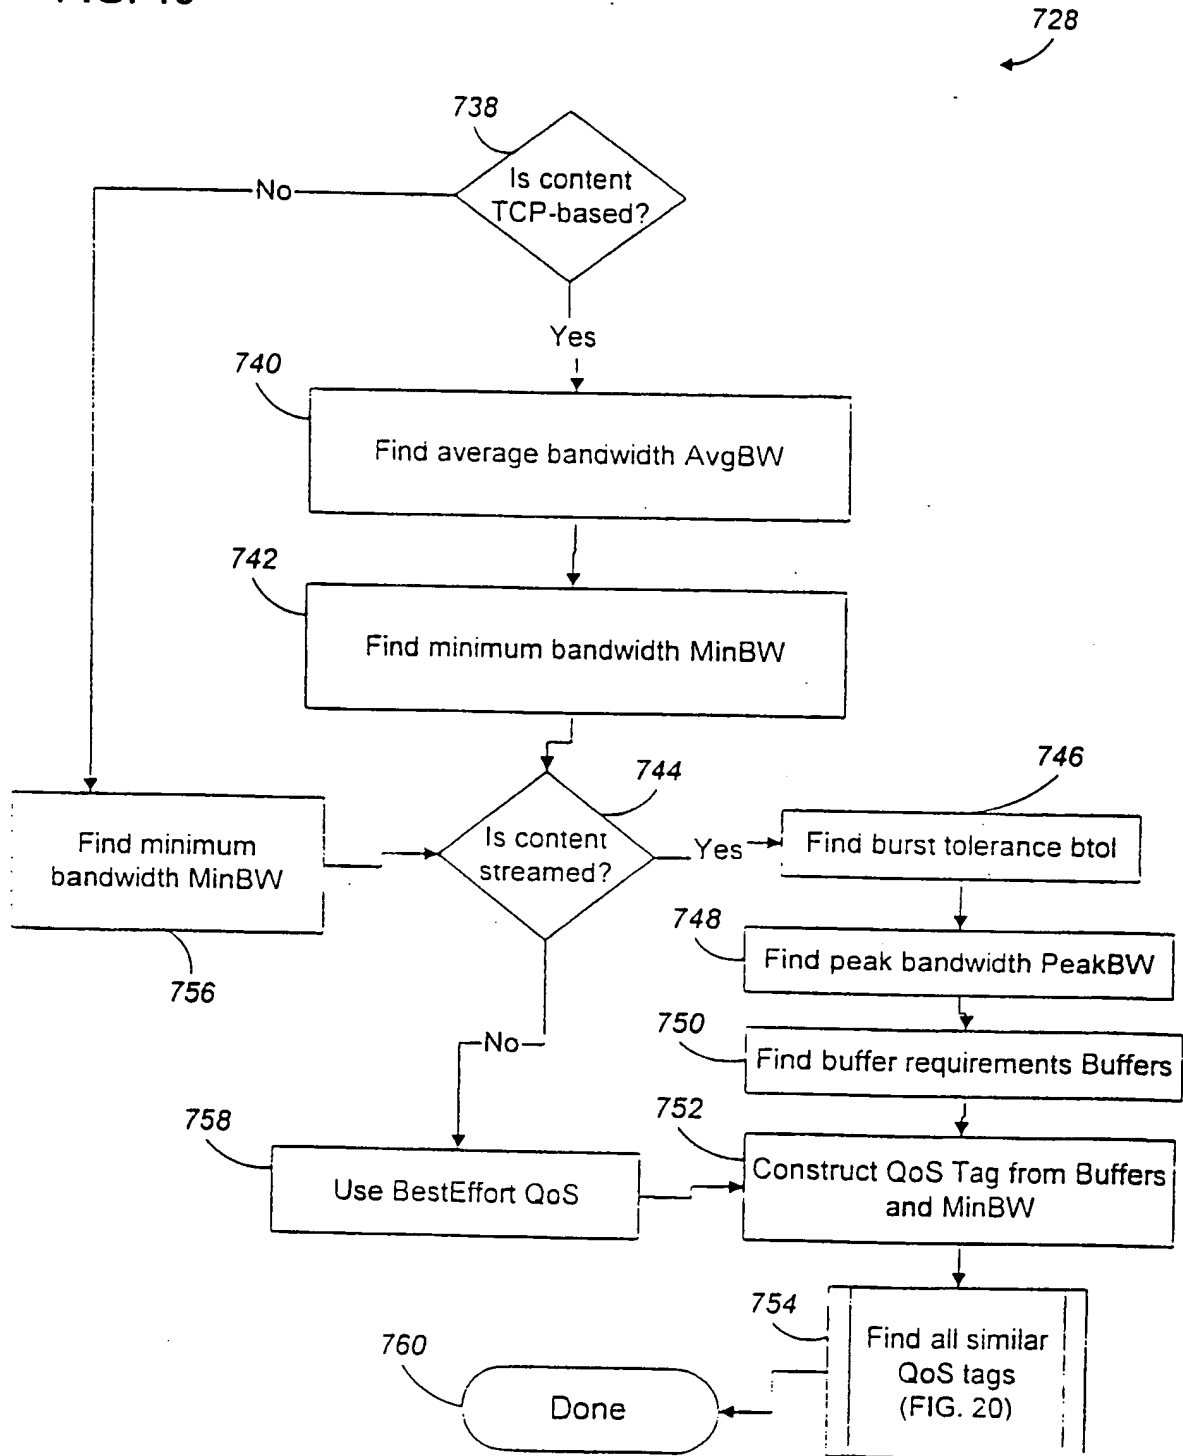 728
738
Is content
TCP-based?
No
Yes
740
Find average bandwidth AvgBW
742
Find minimum bandwidth MinBW
744
746
Is content
streamed?
Yes
Find burst tolerance btol
Find minimum
bandwidth MinBW
756
748
Find peak bandwidth PeakBW
No
750
Find buffer requirements Buffers
758
Use BestEffort QoS
752
Construct QoS Tag from Buffers
and MinBW
754
Find all similar
QoS tags
(FIG. 20)
760
Done